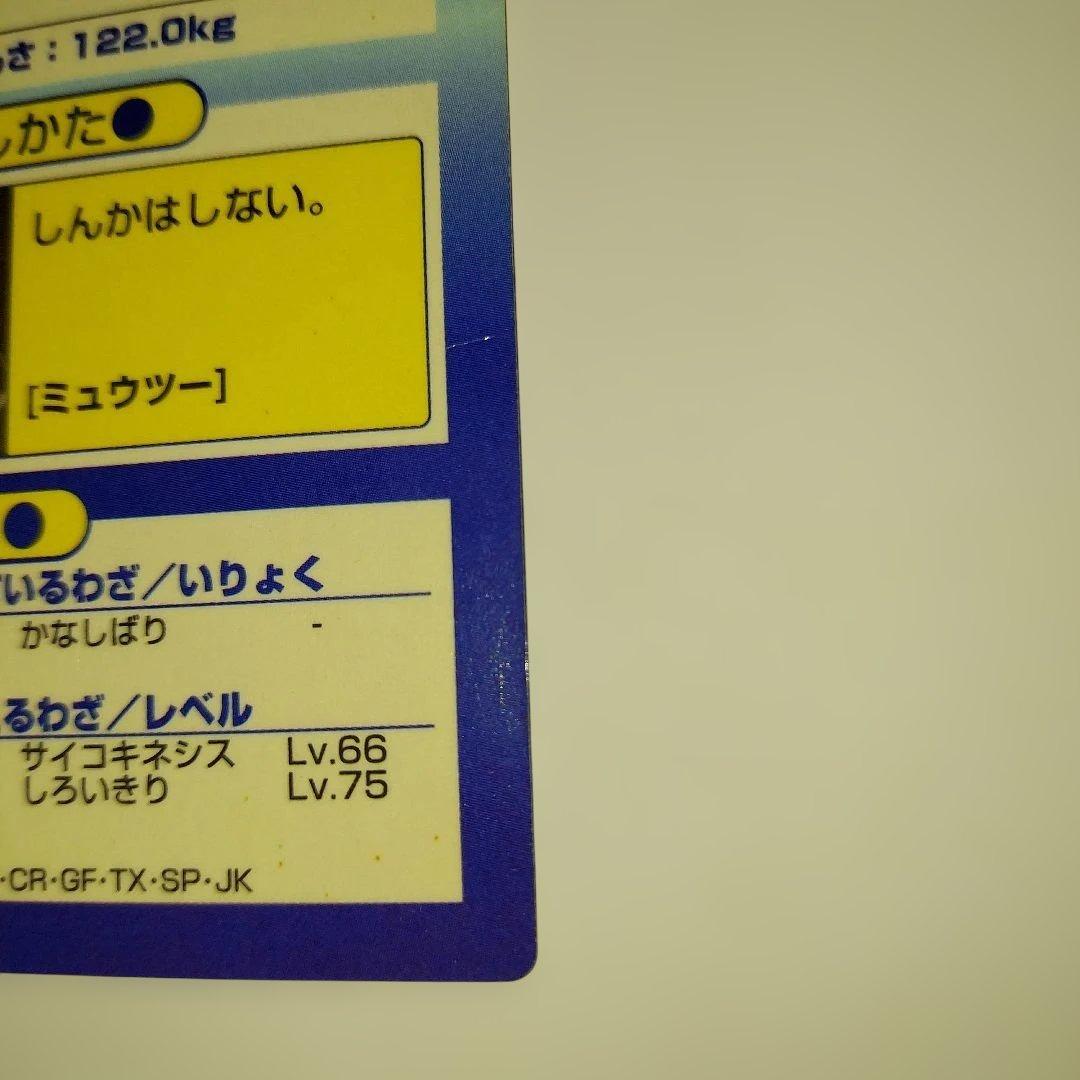 さ：122.0kg
しかた
しんかはしない。
[ミュウツー]
いるわざ／いりょく
かなしばり -
るわざ／レベル
サイコキネシス Lv.66
しろいきり Lv.75
・CR・GF・TX・SP・JK